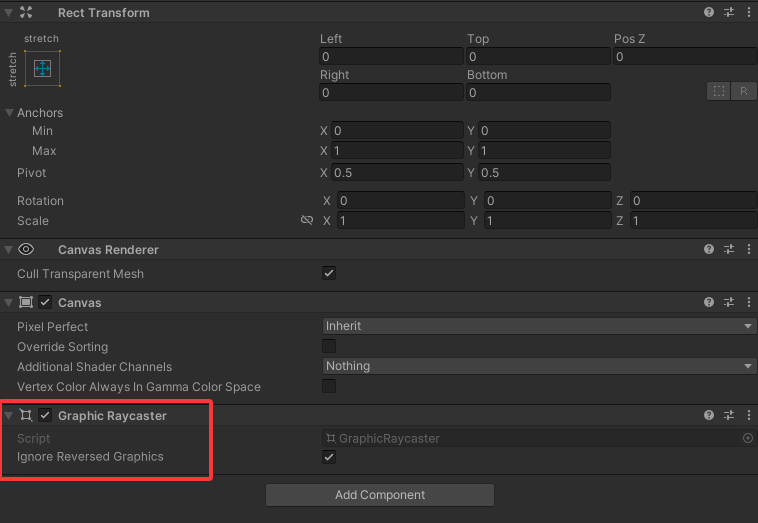 Rect Transform
stretch
stretch
Left Top Pos Z
0 0 0
Right Bottom
0 0
R
Anchors
Min X 0 Y 0
Max X 1 Y 1
Pivot X 0.5 Y 0.5
Rotation X 0 Y 0 Z 0
Scale X 1 Y 1 Z 1
Canvas Renderer
Cull Transparent Mesh
Canvas
Pixel Perfect Inherit
Override Sorting
Additional Shader Channels Nothing
Vertex Color Always In Gamma Color Space
Graphic Raycaster
Script GraphicRaycaster
Ignore Reversed Graphics
Add Component